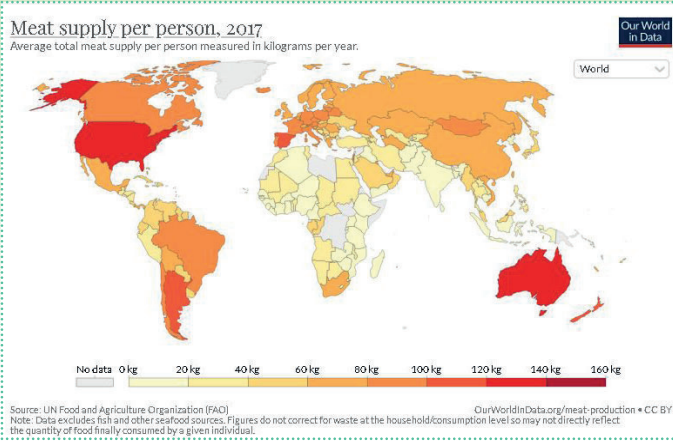 Meat supply per person, 2017
Average total meat supply per person measured in kilograms per year.
Our World
in Data
World
No data 0 kg 20 kg 40 kg 60 kg 80 kg 100 kg 120 kg 140 kg 160 kg
Source: UN Food and Agriculture Organization (FAO) OurWorldInData.org/meat-production • CC BY
Note: Data excludes fish and other seafood sources. Figures do not correct for waste at the household/consumption level so may not directly reflect
the quantity of food finally consumed by a given individual.